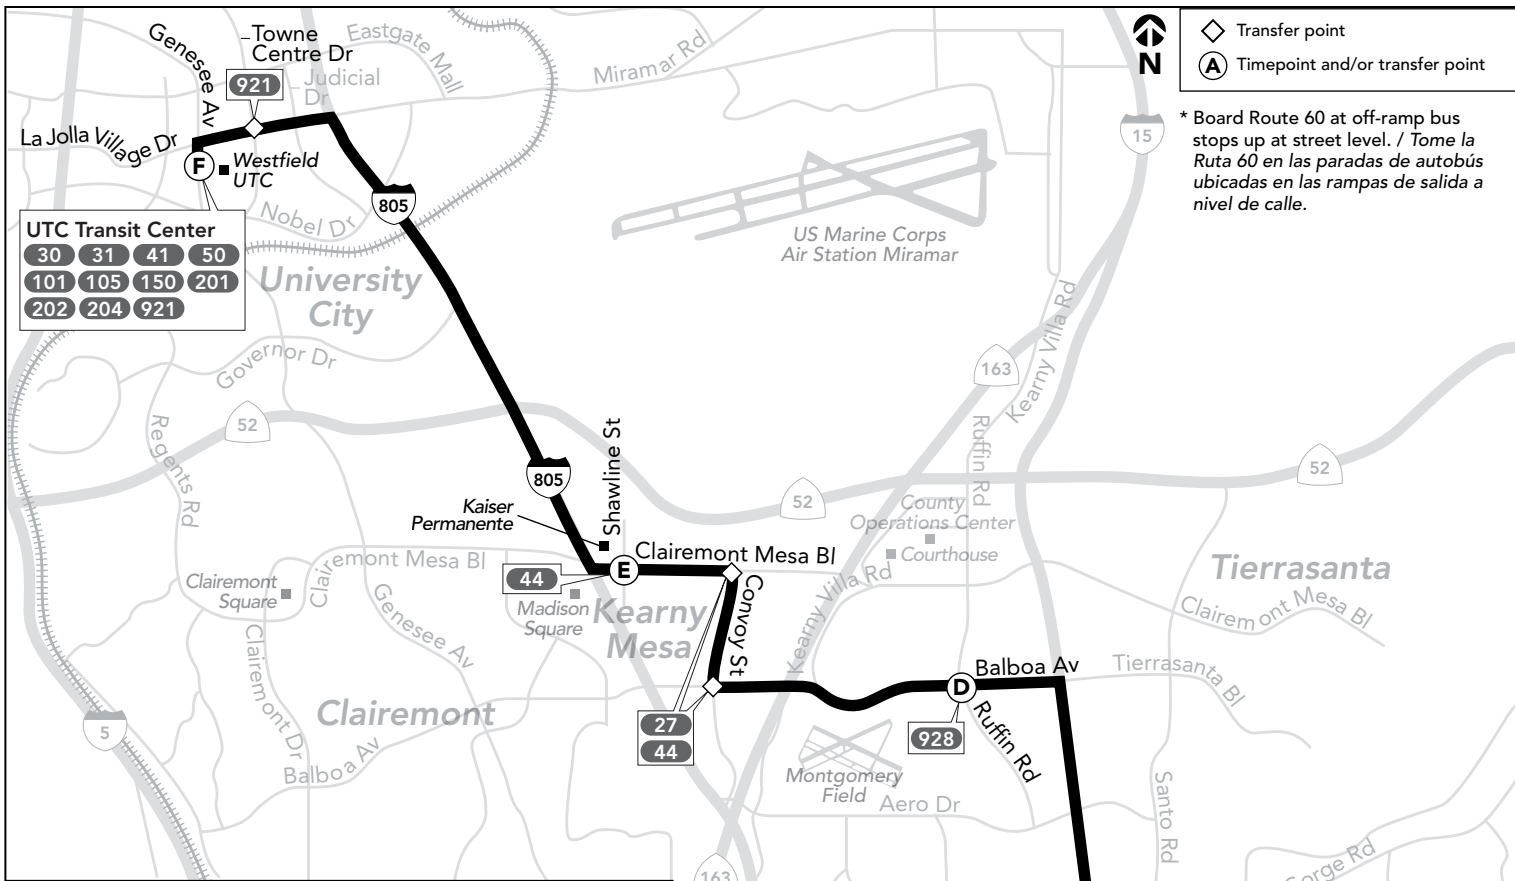 Genesee Av
Towne
Centre Dr
Eastgate
Mall
Judicial
Dr
Miramar Rd
921
La Jolla Village Dr
F
Westfield
UTC
Nobel Dr
805
UTC Transit Center
30 31 41 50
101 105 150 201
202 204 921
University
City
Governor Dr
Regents Rd
52
805
N
Transfer point
A Timepoint and/or transfer point
* Board Route 60 at off-ramp bus
stops up at street level. / Tome la
Ruta 60 en las paradas de autobús
ubicadas en las rampas de salida a
nivel de calle.
15
US Marine Corps
Air Station Miramar
Kearny Villa Rd
163
Ruffin Rd
52
52
County
Operations Center
Courthouse
Shawline St
Kaiser
Permanente
Clairemont Mesa Bl
E
Clairemont Mesa Bl
44
Madison
Square
Kearny
Mesa
Convoy St
Kearny Villa Rd
Clairemont
Square
Clairemont Dr
Genesee Av
Clairemont
Balboa Av
5
27
44
D
Balboa Av
928
Ruffin Rd
Montgomery
Field
Aero Dr
163
Tierrasanta
Clairemont Mesa Bl
Tierrasanta Bl
Santo Rd
Gorge Rd